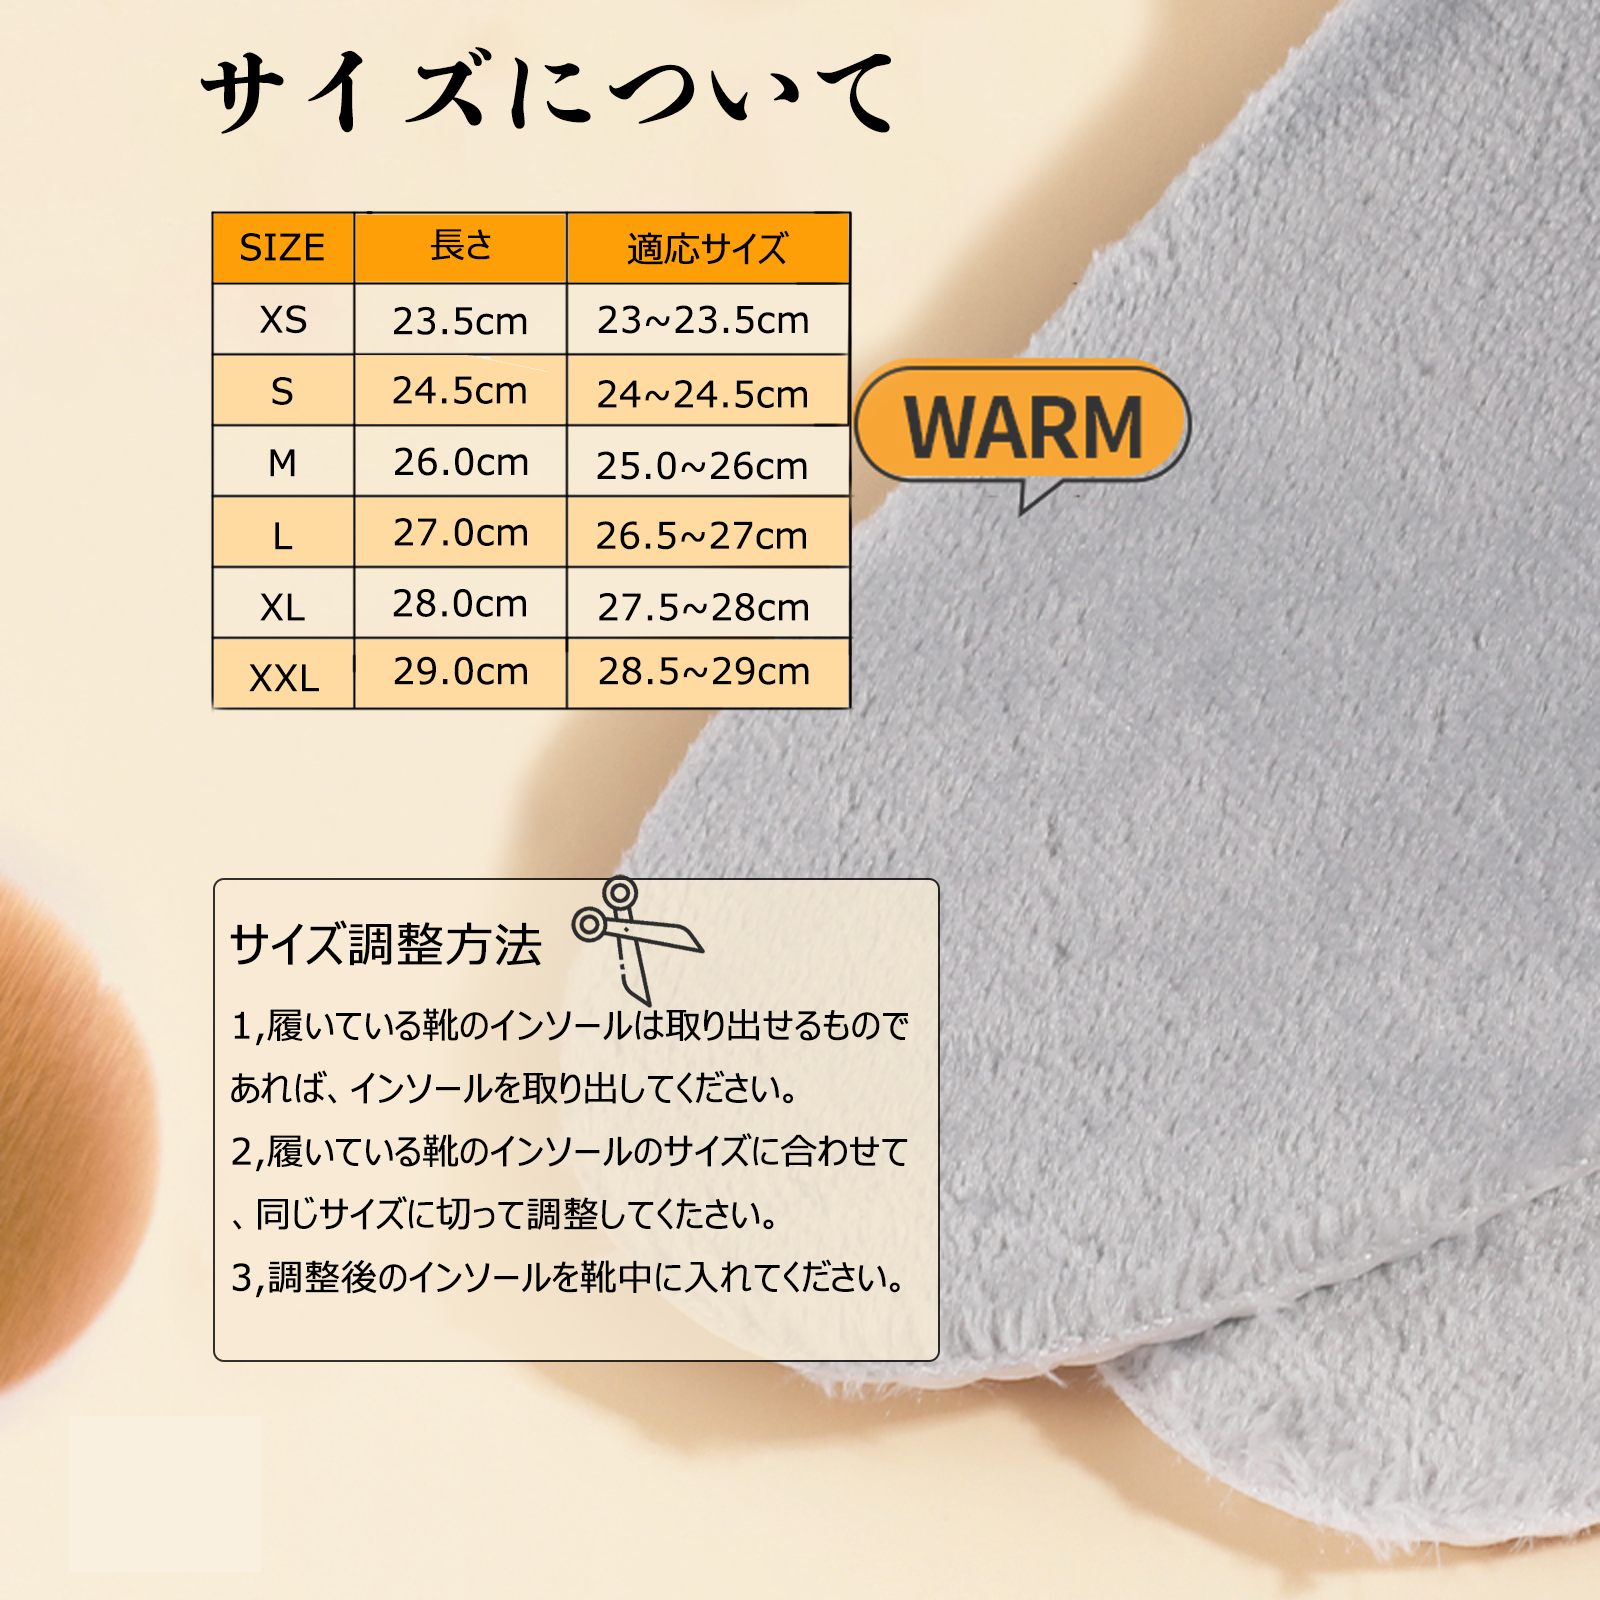 サイズについて
SIZE 長さ 適応サイズ
XS 23.5cm 23~23.5cm
S 24.5cm 24~24.5cm
M 26.0cm 25.0~26cm
L 27.0cm 26.5~27cm
XL 28.0cm 27.5~28cm
XXL 29.0cm 28.5~29cm
WARM
サイズ調整方法
1,履いている靴のインソールは取り出せるもので
あれば、インソールを取り出してください。
2,履いている靴のインソールのサイズに合わせて
、同じサイズに切って調整してくたさい。
3,調整後のインソールを靴中に入れてください。